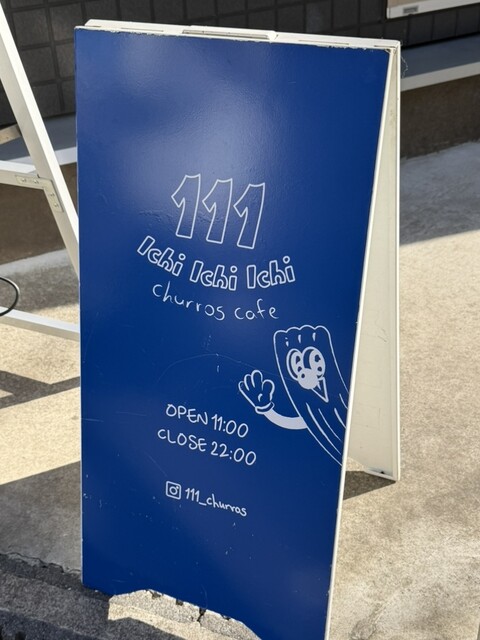 111
Ichi Ichi Ichi
churros cafe
OPEN 11:00
CLOSE 22:00
111_churros